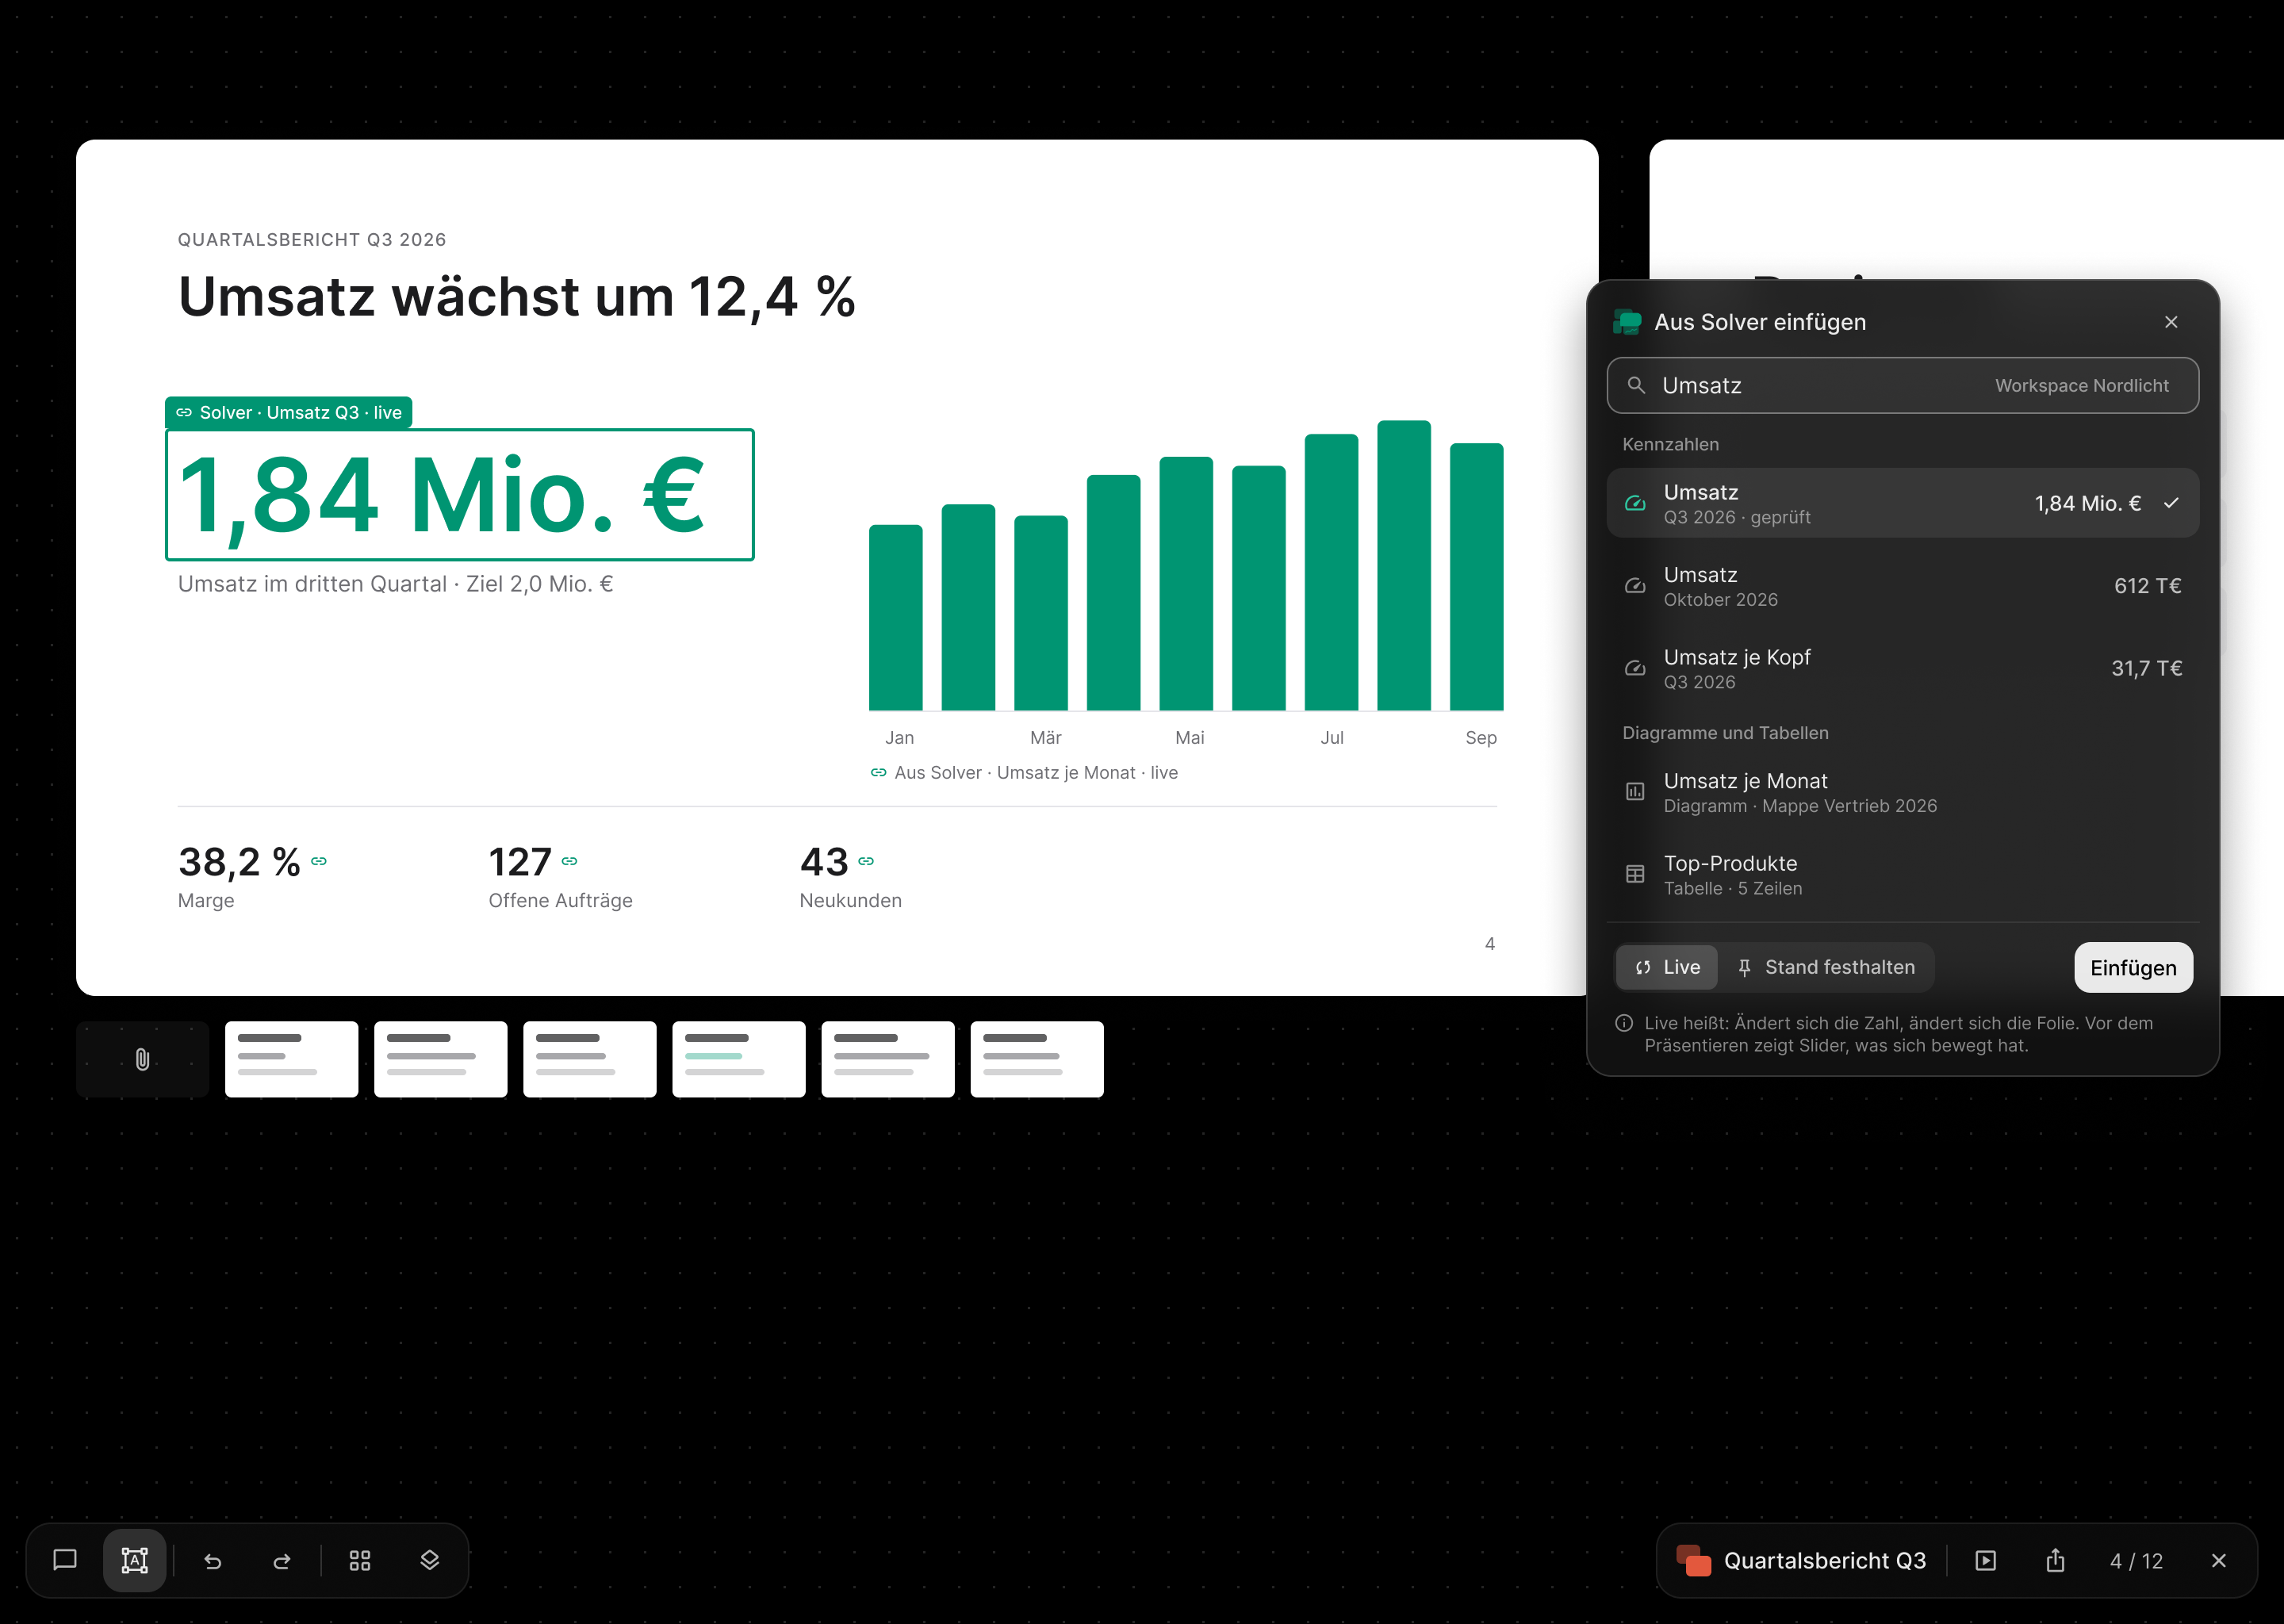 QUARTALSBERICHT Q3 2026
Umsatz wächst um 12,4 %
Solver · Umsatz Q3 · live
1,84 Mio. €
Umsatz im dritten Quartal · Ziel 2,0 Mio. €
Jan Mär Mai Jul Sep
Aus Solver · Umsatz je Monat · live
38,2 % 127 43
Marge Offene Aufträge Neukunden
4
Aus Solver einfügen
Umsatz Workspace Nordlicht
Kennzahlen
Umsatz 1,84 Mio. €
Q3 2026 · geprüft
Umsatz 612 T€
Oktober 2026
Umsatz je Kopf 31,7 T€
Q3 2026
Diagramme und Tabellen
Umsatz je Monat
Diagramm · Mappe Vertrieb 2026
Top-Produkte
Tabelle · 5 Zeilen
Live Stand festhalten Einfügen
Live heißt: Ändert sich die Zahl, ändert sich die Folie. Vor dem
Präsentieren zeigt Slider, was sich bewegt hat.
A
Quartalsbericht Q3 4 / 12